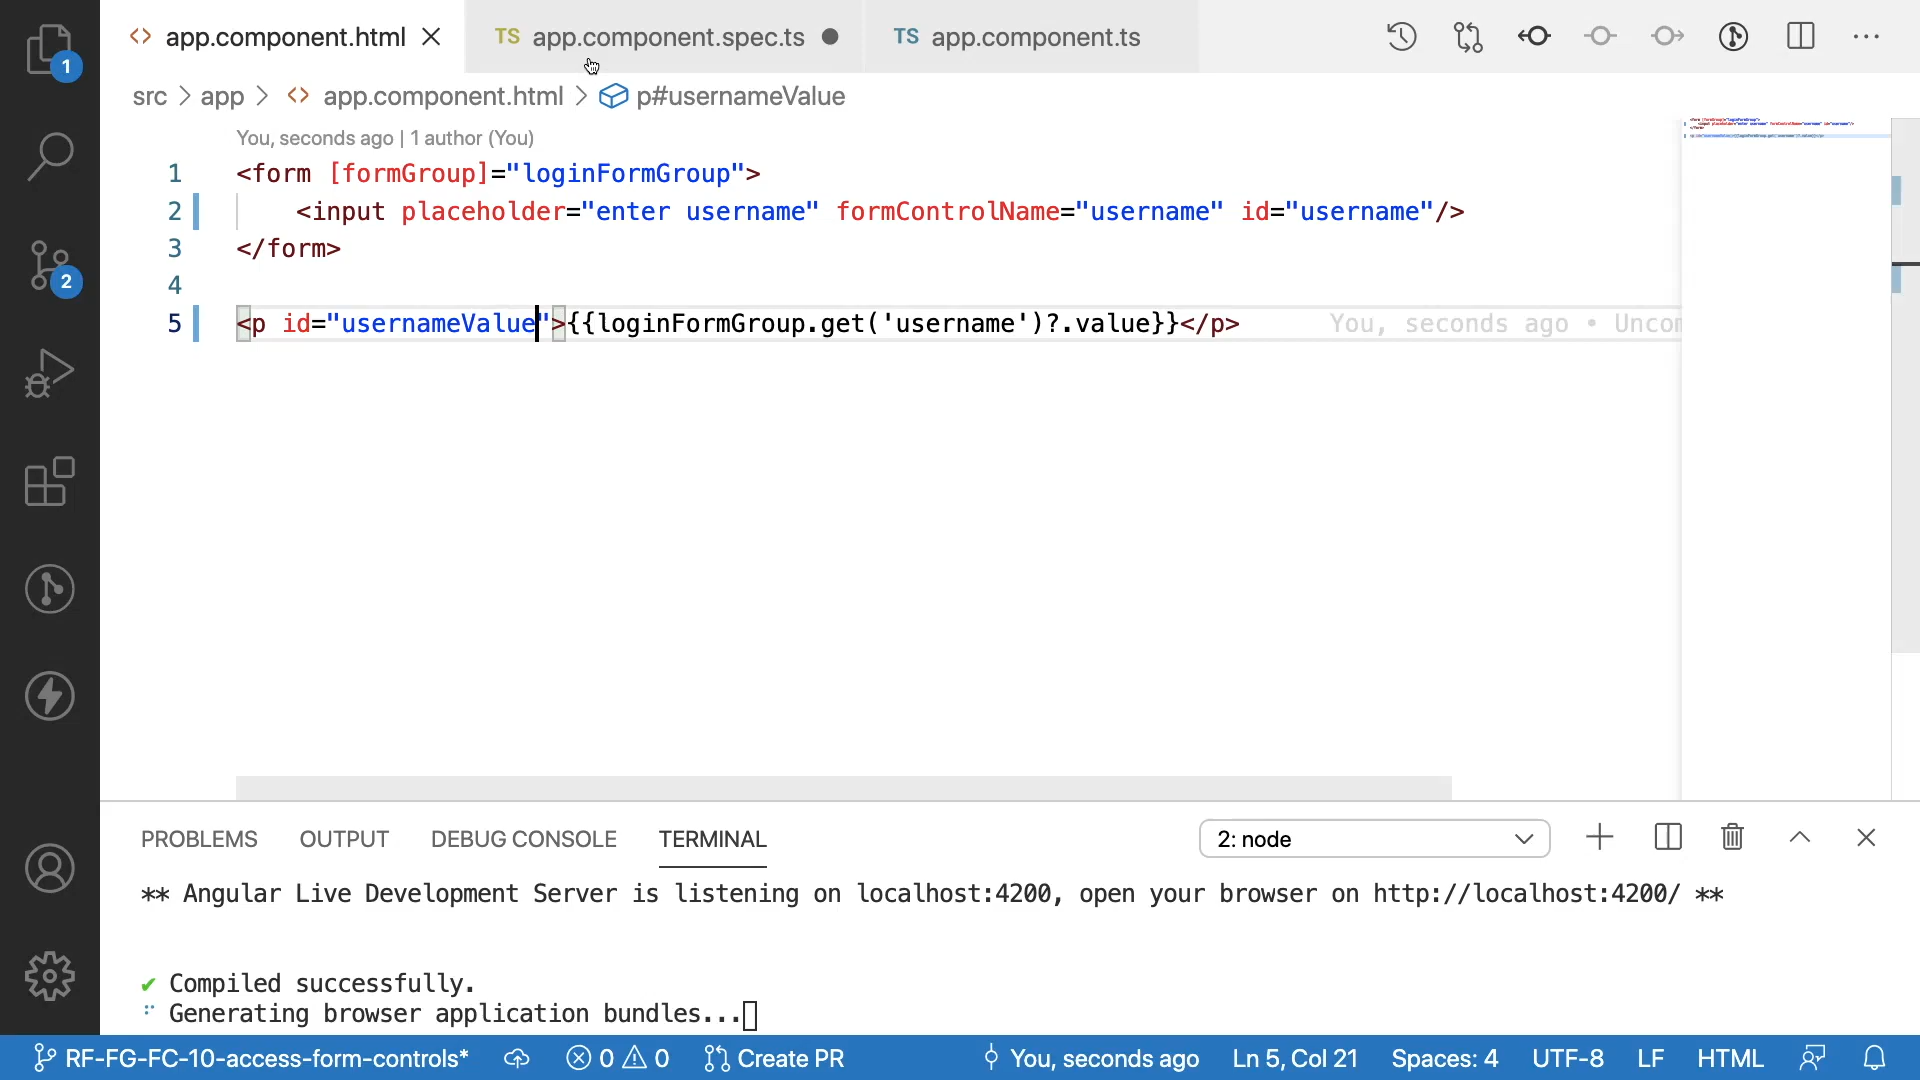 <> app.component.html
TS app.component.spec.ts
TS app.component.ts
1
src > app > <> app.component.html > p#usernameValue
You, seconds ago | 1 author (You)
1 <form [formGroup]="loginFormGroup">
2 <input placeholder="enter username" formControlName="username" id="username"/>
3 </form>
4
5 <p id="usernameValue">{{loginFormGroup.get('username')?.value}}</p> You, seconds ago • Uncom
2
PROBLEMS OUTPUT DEBUG CONSOLE TERMINAL 2: node
** Angular Live Development Server is listening on localhost:4200, open your browser on http://localhost:4200/ **
✔ Compiled successfully.
Generating browser application bundles...
RF-FG-FC-10-access-form-controls* 0 0 Create PR You, seconds ago Ln 5, Col 21 Spaces: 4 UTF-8 LF HTML